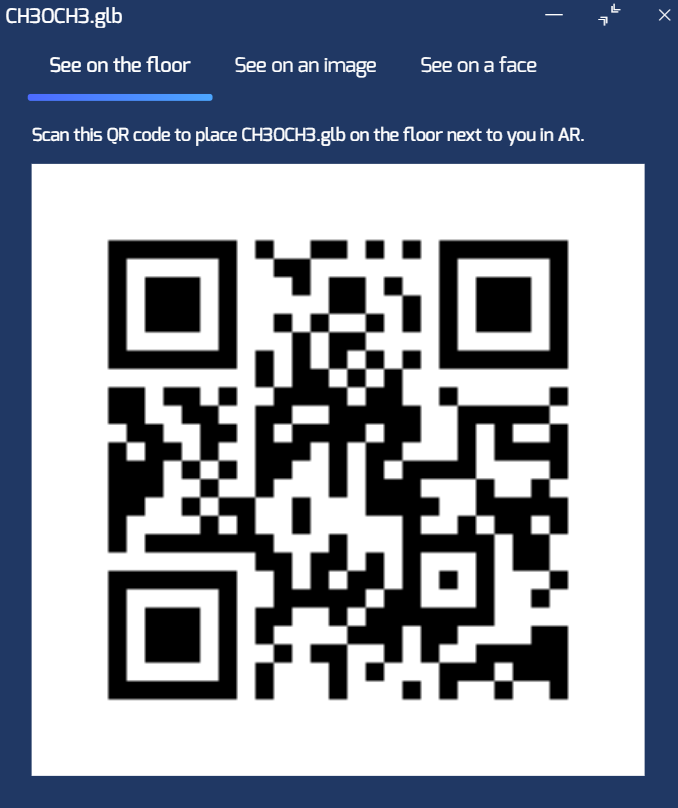 CH3OCH3.glb
See on the floor
See on an image
See on a face
Scan this QR code to place CH3OCH3.glb on the floor next to you in AR.